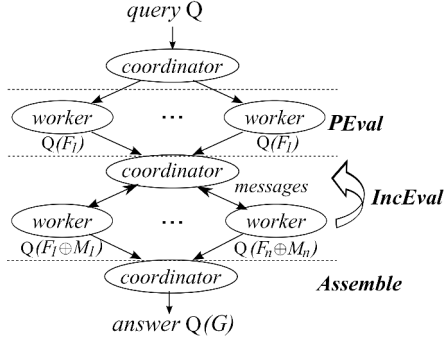 query Q
coordinator
worker ... worker
Q(F₁) Q(F₁) PEval
coordinator
messages
IncEval
worker ... worker
Q(F₁⊕M₁) Q(Fₙ⊕Mₙ)
coordinator
Assemble
answer Q(G)